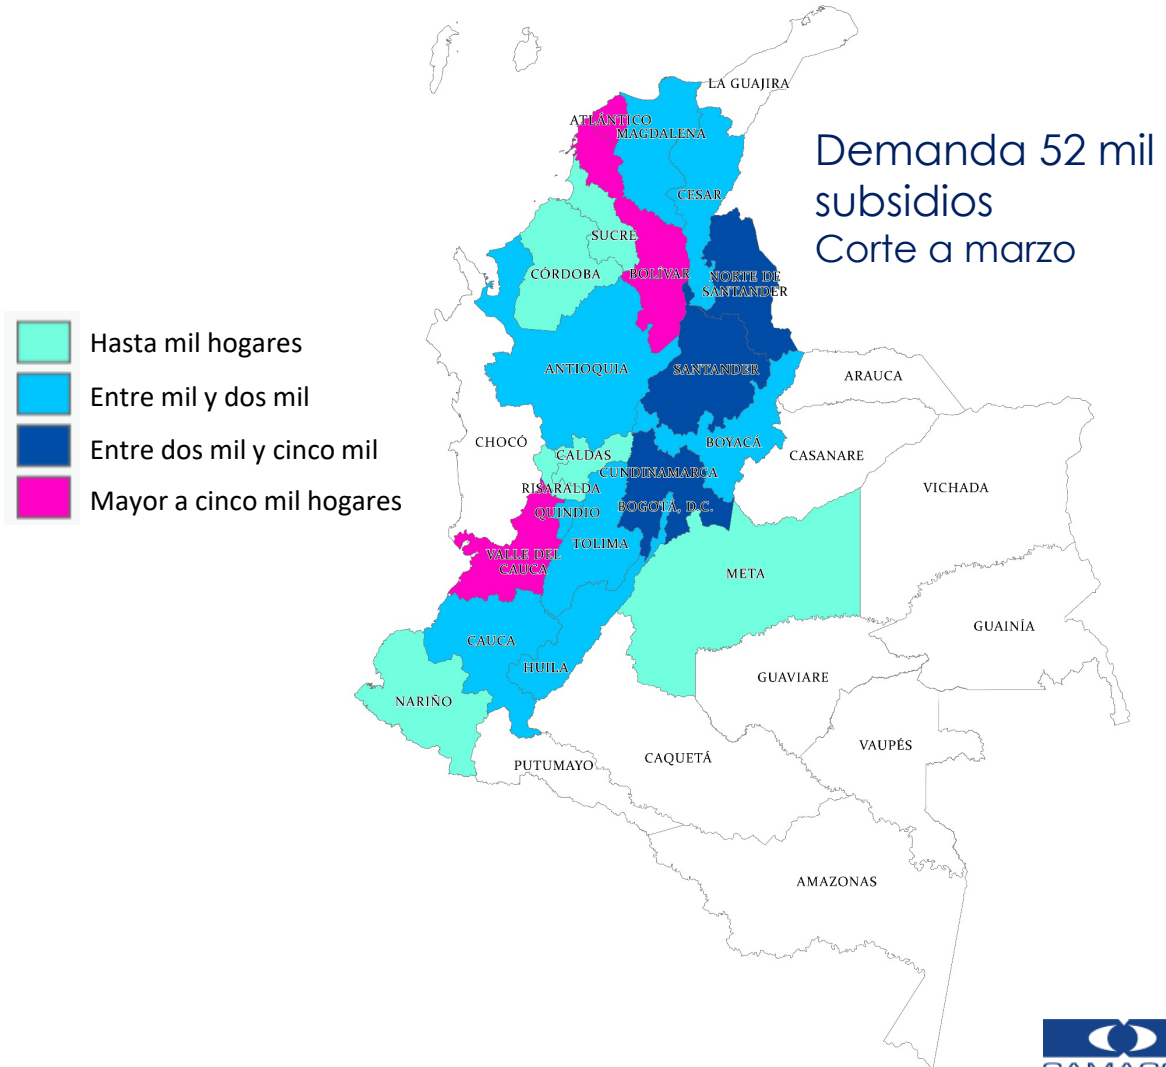 LA GUAJIRA
ATLÁNTICO
MAGDALENA
Demanda 52 mil
subsidios
Corte a marzo
CESAR
SUCRE
CÓRDOBA
BOLÍVAR
NORTE DE
SANTANDER
Hasta mil hogares
Entre mil y dos mil
Entre dos mil y cinco mil
Mayor a cinco mil hogares
ANTIOQUIA
SANTANDER
ARAUCA
CHOCÓ
BOYACÁ
CALDAS
CASANARE
CUNDINAMARCA
RISARALDA
VICHADA
QUINDIO
BOGOTÁ, D.C.
TOLIMA
VALLE DEL
CAUCA
META
GUAINÍA
CAUCA
HUILA
GUAVIARE
NARIÑO
VAUPÉS
PUTUMAYO
CAQUETÁ
AMAZONAS